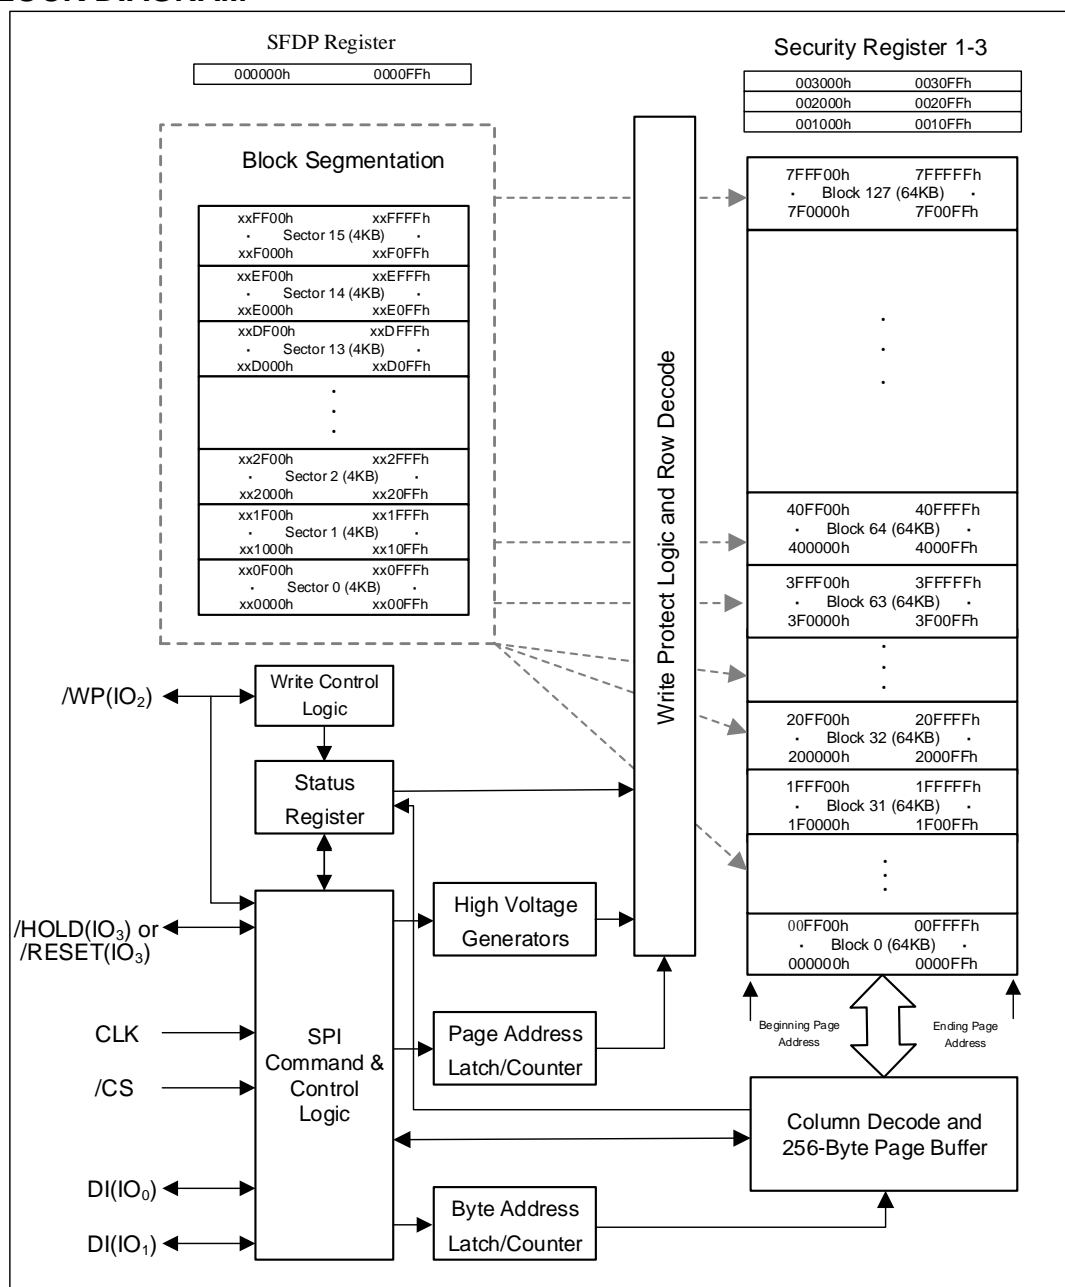 SFDP Register
000000h 0000FFh
Security Register 1-3
003000h 0030FFh
002000h 0020FFh
001000h 0010FFh
Block Segmentation
xxFF00h xxFFFFh
· Sector 15 (4KB) ·
xxF000h xxF0FFh
xxEF00h xxEFFFh
· Sector 14 (4KB) ·
xxE000h xxE0FFh
xxDF00h xxDFFFh
· Sector 13 (4KB) ·
xxD000h xxD0FFh
xx2F00h xx2FFFh
· Sector 2 (4KB) ·
xx2000h xx20FFh
xx1F00h xx1FFFh
· Sector 1 (4KB) ·
xx1000h xx10FFh
xx0F00h xx0FFFh
· Sector 0 (4KB) ·
xx0000h xx00FFh
Write Protect Logic and Row Decode
7FFF00h 7FFFFFh
· Block 127 (64KB) ·
7F0000h 7F00FFh
40FF00h 40FFFFh
· Block 64 (64KB) ·
400000h 4000FFh
3FFF00h 3FFFFFh
· Block 63 (64KB) ·
3F0000h 3F00FFh
20FF00h 20FFFFh
· Block 32 (64KB) ·
200000h 2000FFh
1FFF00h 1FFFFFh
· Block 31 (64KB) ·
1F0000h 1F00FFh
00FF00h 00FFFFh
· Block 0 (64KB) ·
000000h 0000FFh
Beginning Page
Address
Ending Page
Address
/WP(IO₂)
Write Control
Logic
Status
Register
/HOLD(IO₃) or
/RESET(IO₃)
CLK
/CS
DI(IO₀)
DI(IO₁)
SPI
Command &
Control
Logic
High Voltage
Generators
Page Address
Latch/Counter
Byte Address
Latch/Counter
Column Decode and
256-Byte Page Buffer